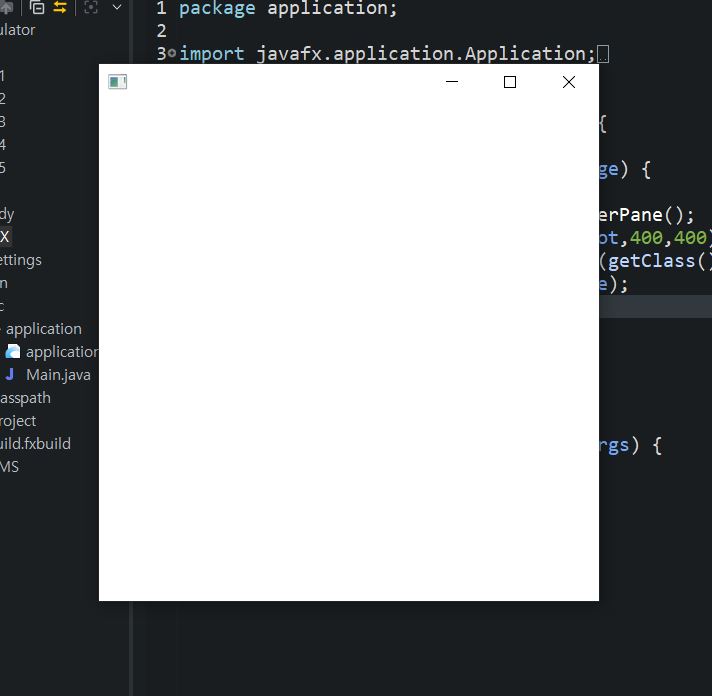 ulator
1
2
3
4
5
dy
X
ettings
n
c
application
application
Main.java
asspath
roject
uild.fxbuild
MS
1 package application;
2
3 import javafx.application.Application;
{
ge) {
erPane();
ot,400,400)
(getClass()
e);
rgs) {